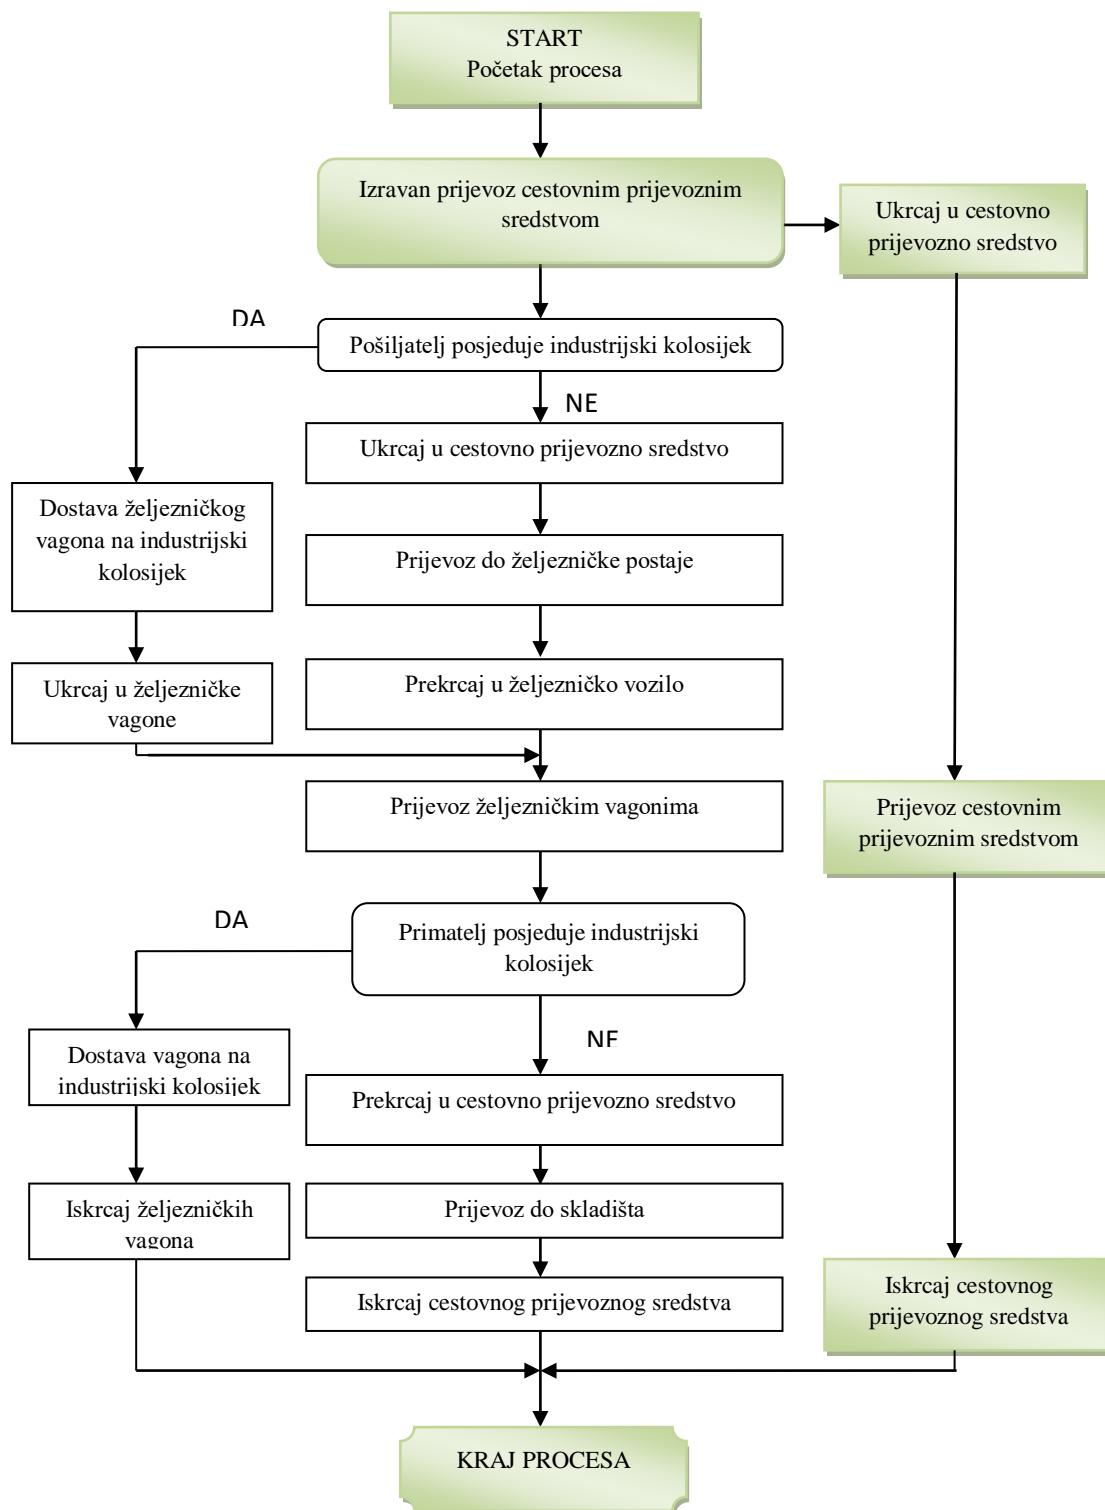 START
Početak procesa
Izravan prijevoz cestovnim prijevoznim
sredstvom
Ukrcaj u cestovno
prijevozno sredstvo
DA
Pošiljatelj posjeduje industrijski kolosijek
NE
Ukrcaj u cestovno prijevozno sredstvo
Dostava željezničkog
vagona na industrijski
kolosijek
Prijevoz do željezničke postaje
Ukrcaj u željezničke
vagone
Prekrcaj u željezničko vozilo
Prijevoz željezničkim vagonima
Prijevoz cestovnim
prijevoznim sredstvom
DA
Primatelj posjeduje industrijski
kolosijek
NE
Dostava vagona na
industrijski kolosijek
Prekrcaj u cestovno prijevozno sredstvo
Iskrcaj željezničkih
vagona
Prijevoz do skladišta
Iskrcaj cestovnog prijevoznog sredstva
Iskrcaj cestovnog
prijevoznog sredstva
KRAJ PROCESA